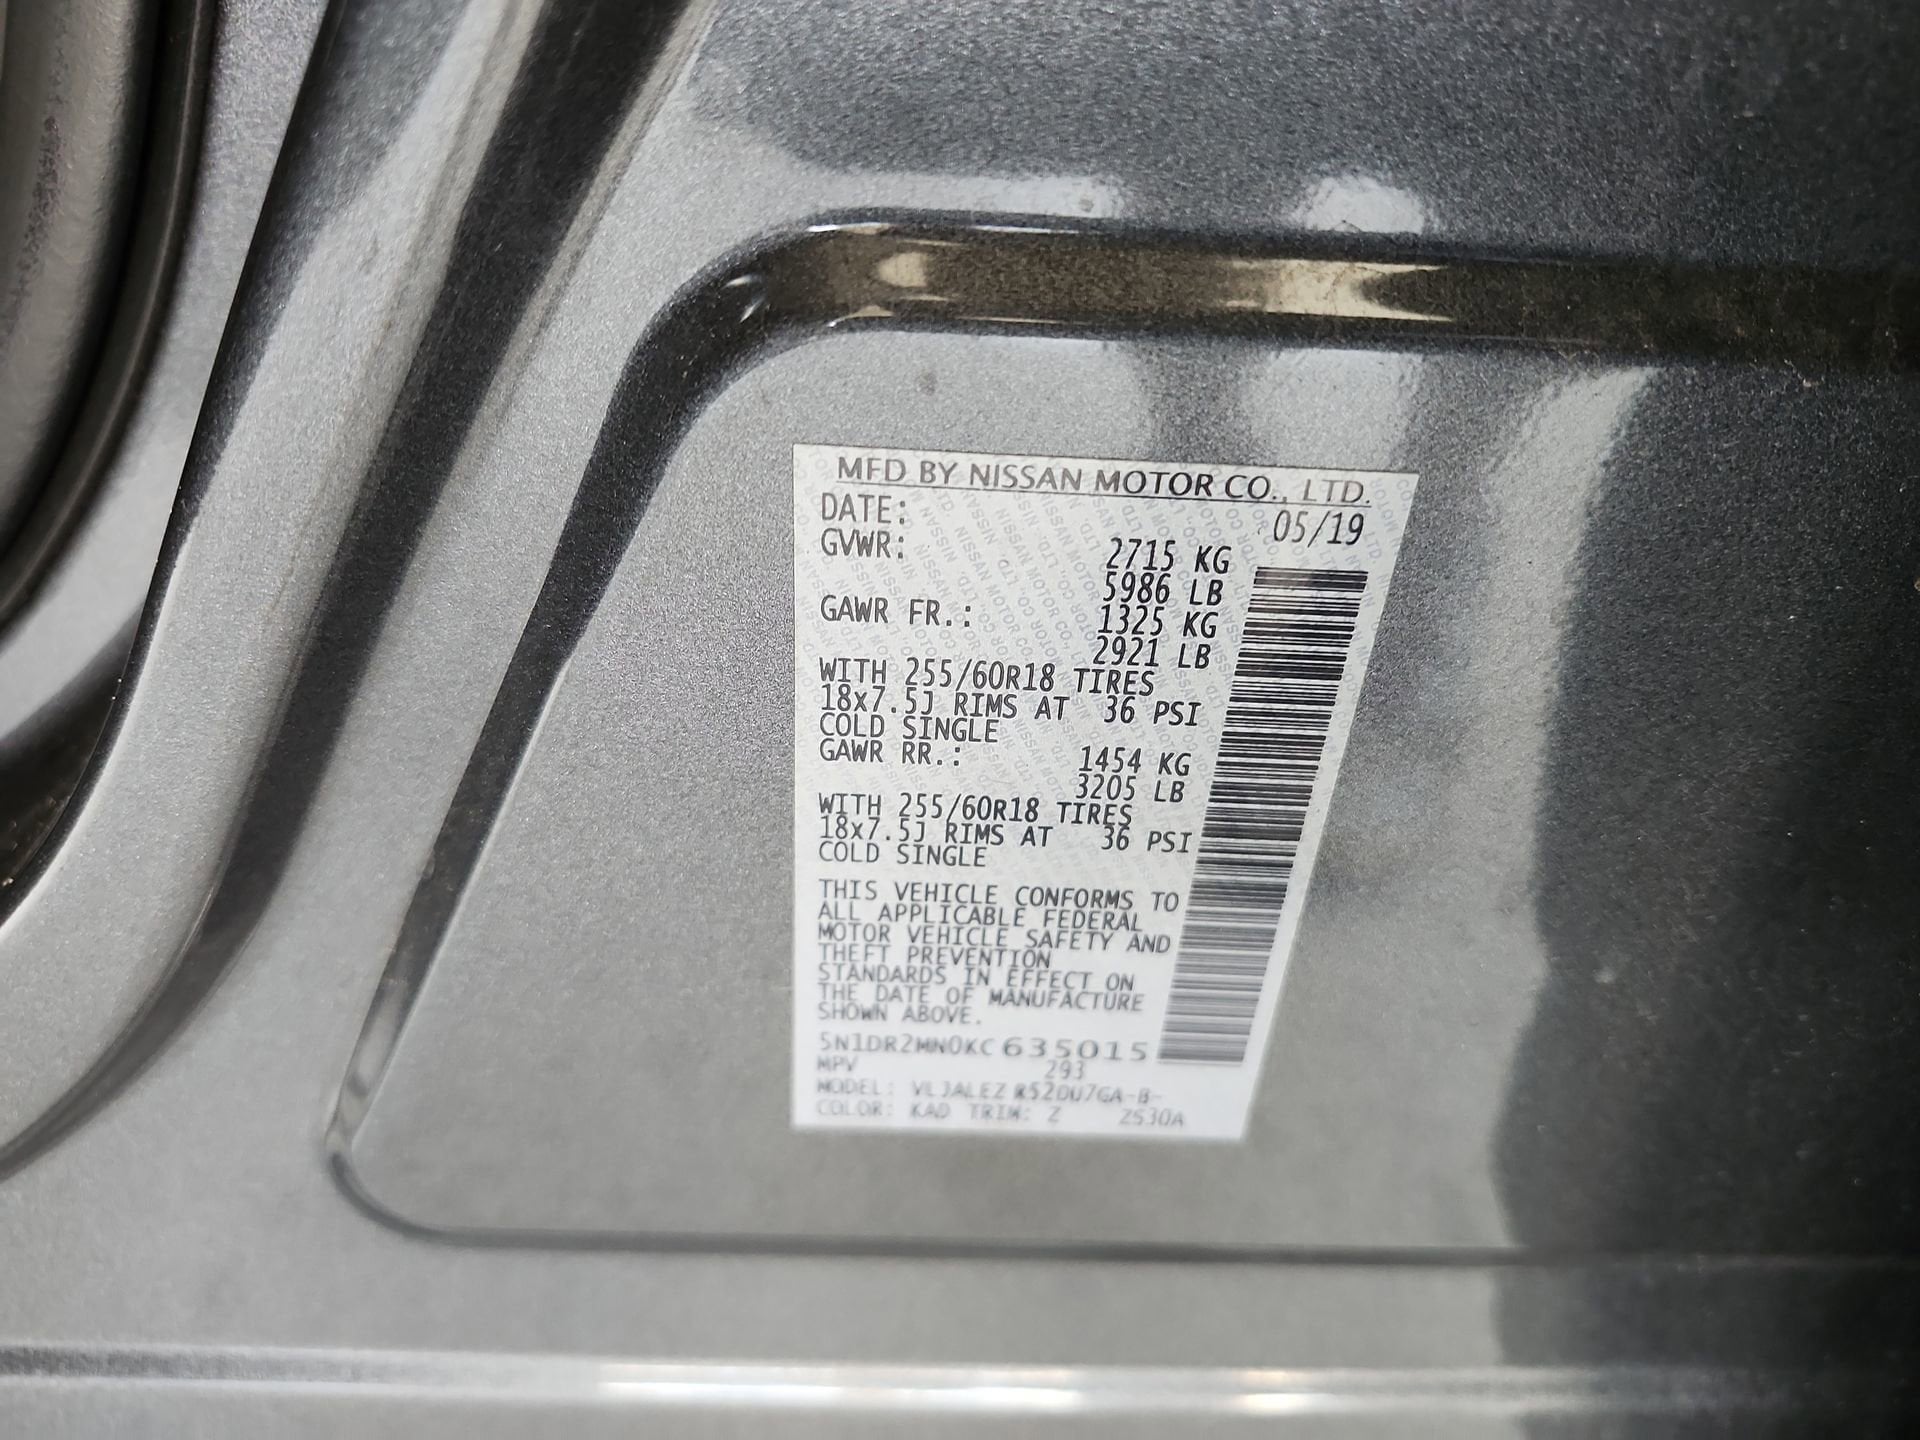 MFD BY NISSAN MOTOR CO., LTD.
DATE: 05/19
GVWR: 2715 KG
5986 LB
GAWR FR.: 1325 KG
2921 LB
WITH 255/60R18 TIRES
18x7.5J RIMS AT 36 PSI
COLD SINGLE
GAWR RR.: 1454 KG
3205 LB
WITH 255/60R18 TIRES
18x7.5J RIMS AT 36 PSI
COLD SINGLE
THIS VEHICLE CONFORMS TO
ALL APPLICABLE FEDERAL
MOTOR VEHICLE SAFETY AND
THEFT PREVENTION
STANDARDS IN EFFECT ON
THE DATE OF MANUFACTURE
SHOWN ABOVE.
5N1DR2MN0KC635015
MPV 293
MODEL: VLJALEZ R52DU7GA-B-
COLOR: KAD TRIM: Z